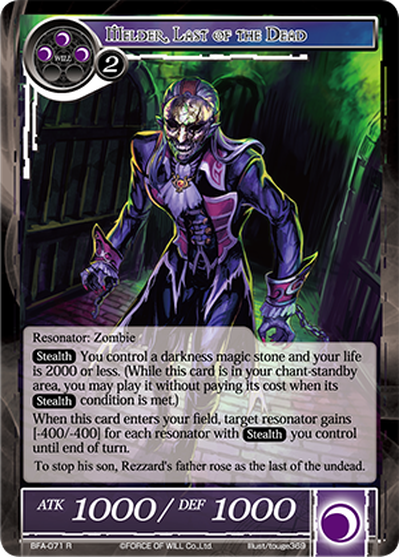 Melder, Last of the Dead
WILL
2
Resonator: Zombie
Stealth You control a darkness magic stone and your life
is 2000 or less. (While this card is in your chant-standby
area, you may play it without paying its cost when its
Stealth condition is met.)
When this card enters your field, target resonator gains
[-400/-400] for each resonator with Stealth you control
until end of turn.
To stop his son, Rezzard's father rose as the last of the undead.
ATK 1000 / DEF 1000
BFA-071 R ©FORCE OF WILL Co.,Ltd. Illust/touge369